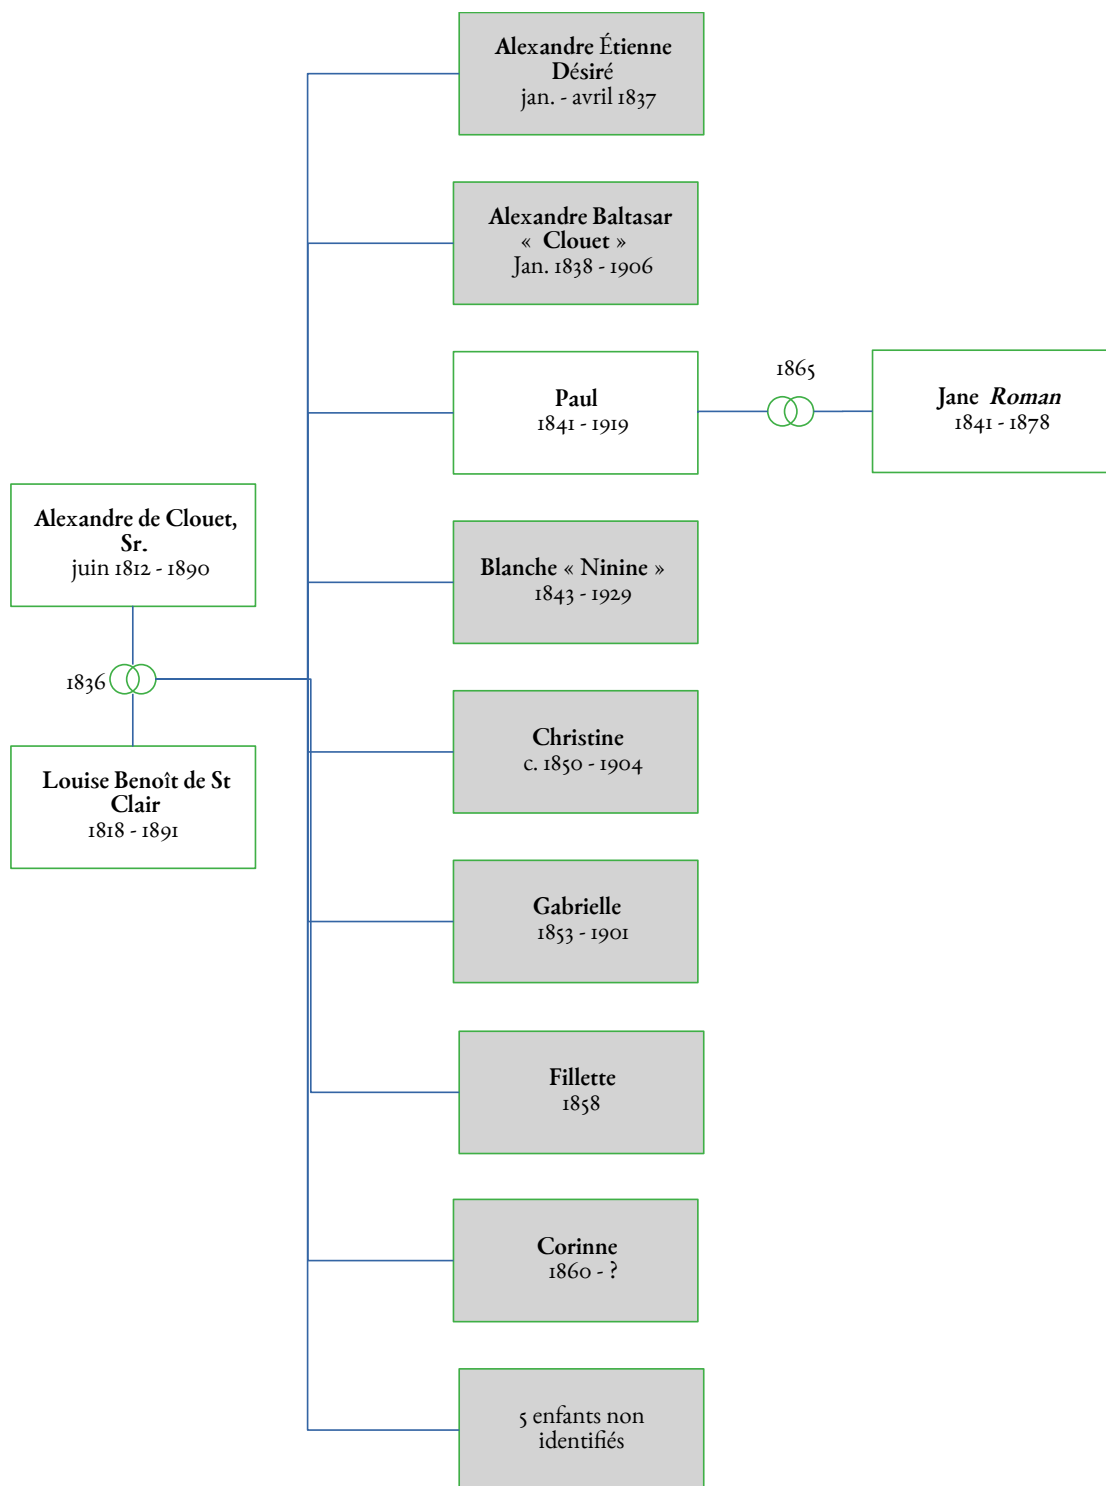 Alexandre Étienne
Désiré
jan. - avril 1837
Alexandre Baltasar
« Clouet »
Jan. 1838 - 1906
Paul
1841 - 1919
1865
Jane Roman
1841 - 1878
Alexandre de Clouet,
Sr.
juin 1812 - 1890
Blanche « Ninine »
1843 - 1929
1836
Louise Benoît de St
Clair
1818 - 1891
Christine
c. 1850 - 1904
Gabrielle
1853 - 1901
Fillette
1858
Corinne
1860 - ?
5 enfants non
identifiés